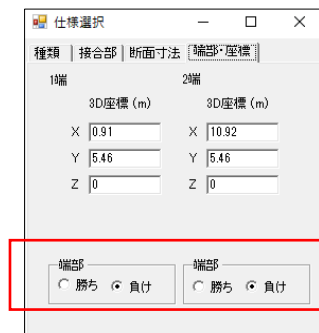 仕様選択
種類 接合部 断面寸法 端部・座標
1端 2端
3D座標 (m) 3D座標 (m)
X 0.91 X 10.92
Y 5.46 Y 5.46
Z 0 Z 0
端部 端部
勝ち 負け 勝ち 負け